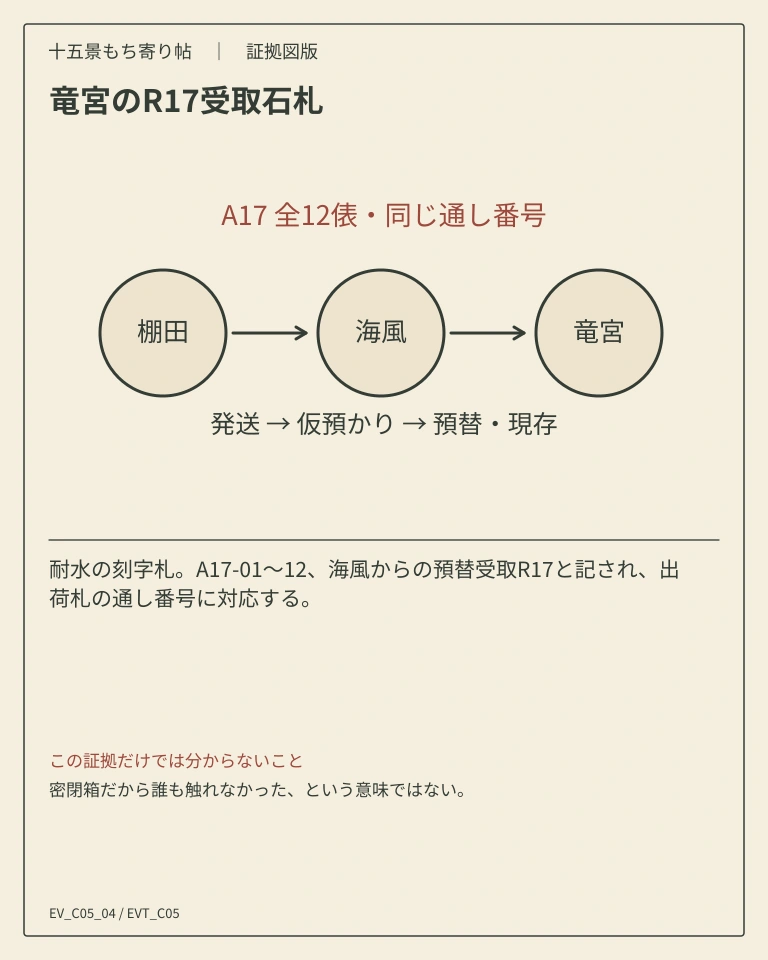 十五景もち寄り帖 ｜ 証拠図版
竜宮のR17受取石札
A17 全12俵・同じ通し番号
棚田 海風 竜宮
発送 → 仮預かり → 預替・現存
耐水の刻字札。A17-01〜12、海風からの預替受取R17と記され、出
荷札の通し番号に対応する。
この証拠だけでは分からないこと
密閉箱だから誰も触れなかった、という意味ではない。
EV_C05_04 / EVT_C05